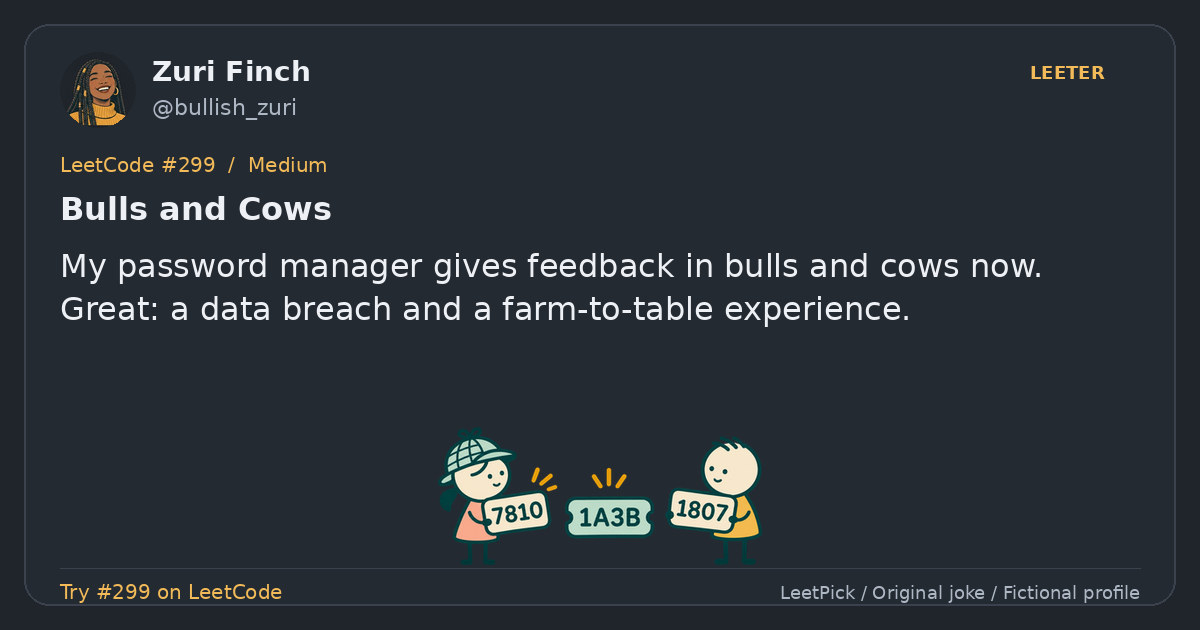 Zuri Finch
@bullish_zuri
LEETER
LeetCode #299 / Medium
Bulls and Cows
My password manager gives feedback in bulls and cows now.
Great: a data breach and a farm-to-table experience.
7810
1A3B
1807
Try #299 on LeetCode
LeetPick / Original joke / Fictional profile